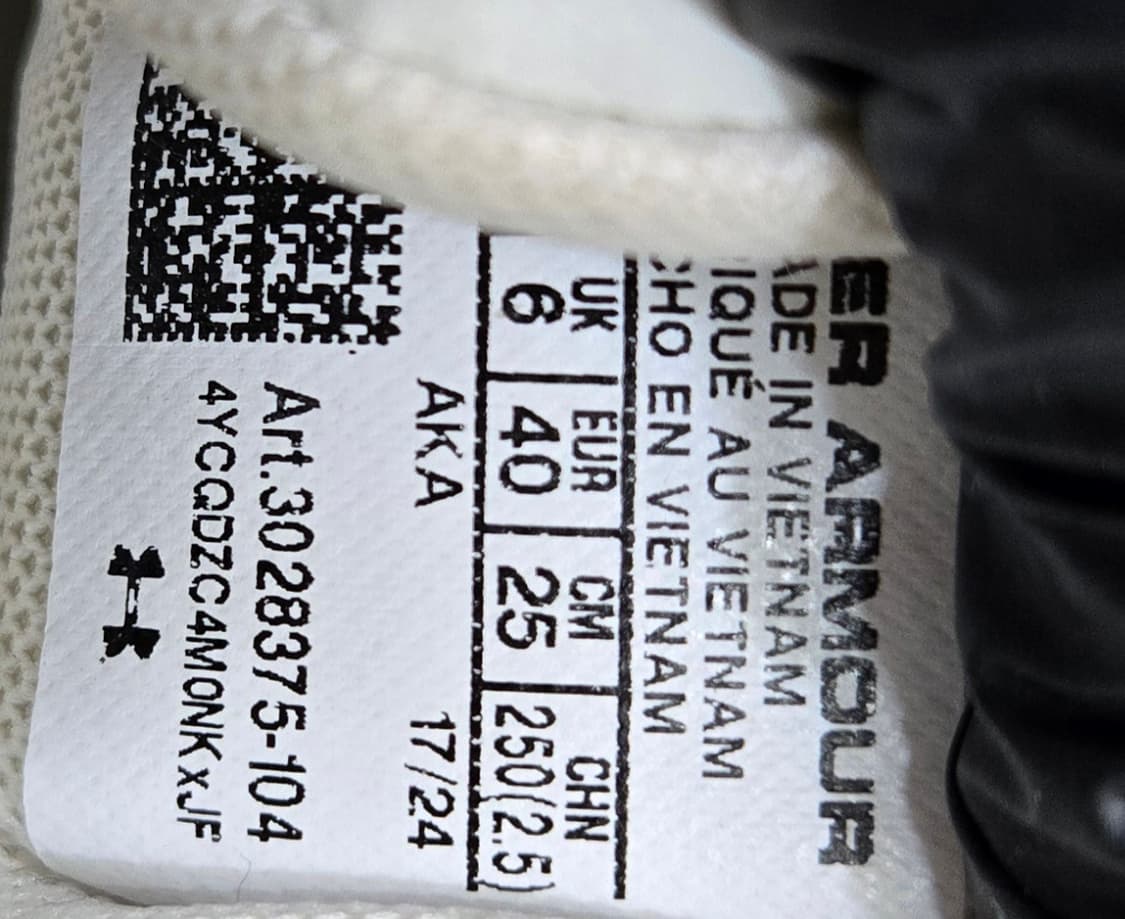 ER ARMOUR
ADE IN VIETNAM
IQUÉ AU VIETNAM
CHO EN VIETNAM
UK EUR CM CHN
6 40 25 250(2.5)
AKA 17/24
Art.3028375-104
4YCQDZC4M0NKxJF